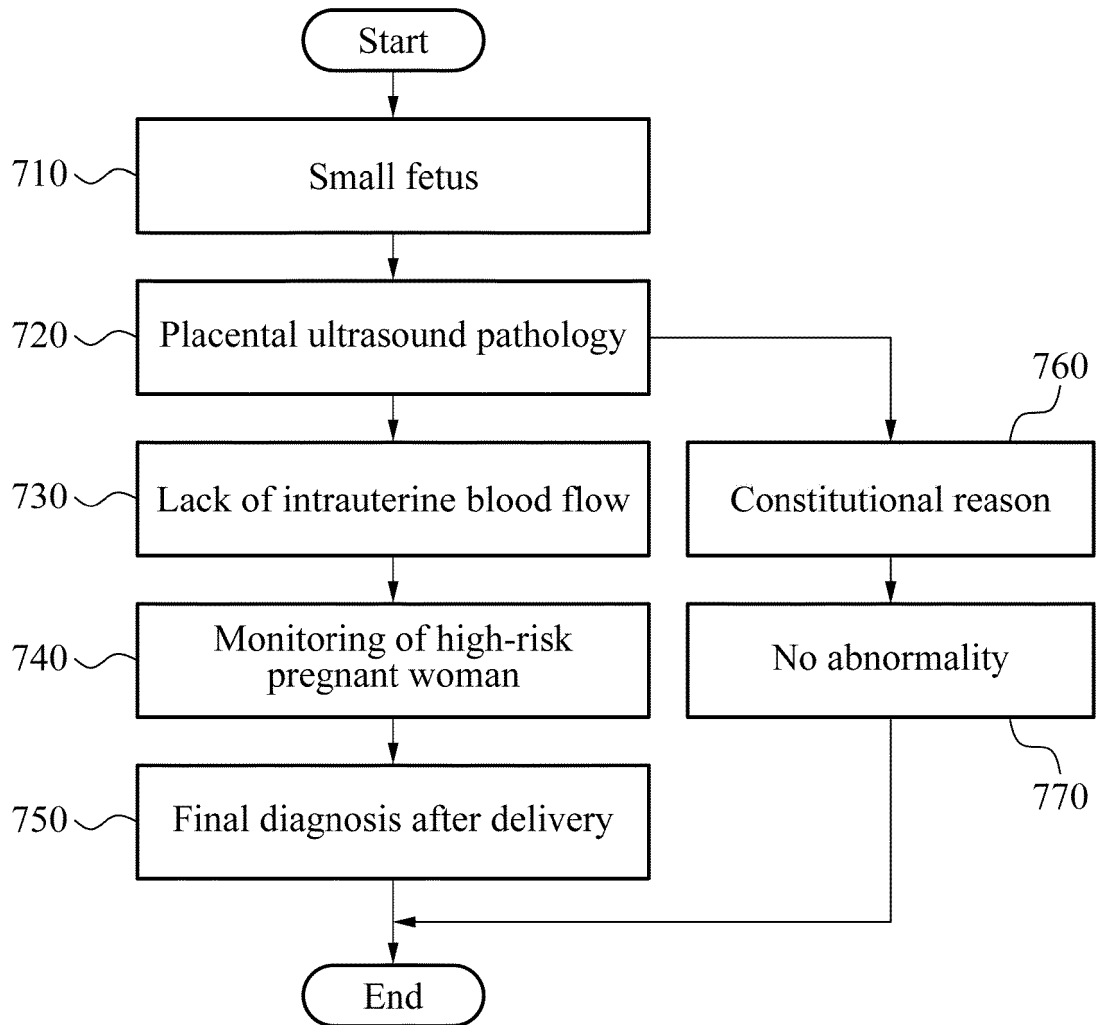 Start
710
Small fetus
720
Placental ultrasound pathology
760
730
Lack of intrauterine blood flow
Constitutional reason
740
Monitoring of high-risk
pregnant woman
No abnormality
770
750
Final diagnosis after delivery
End